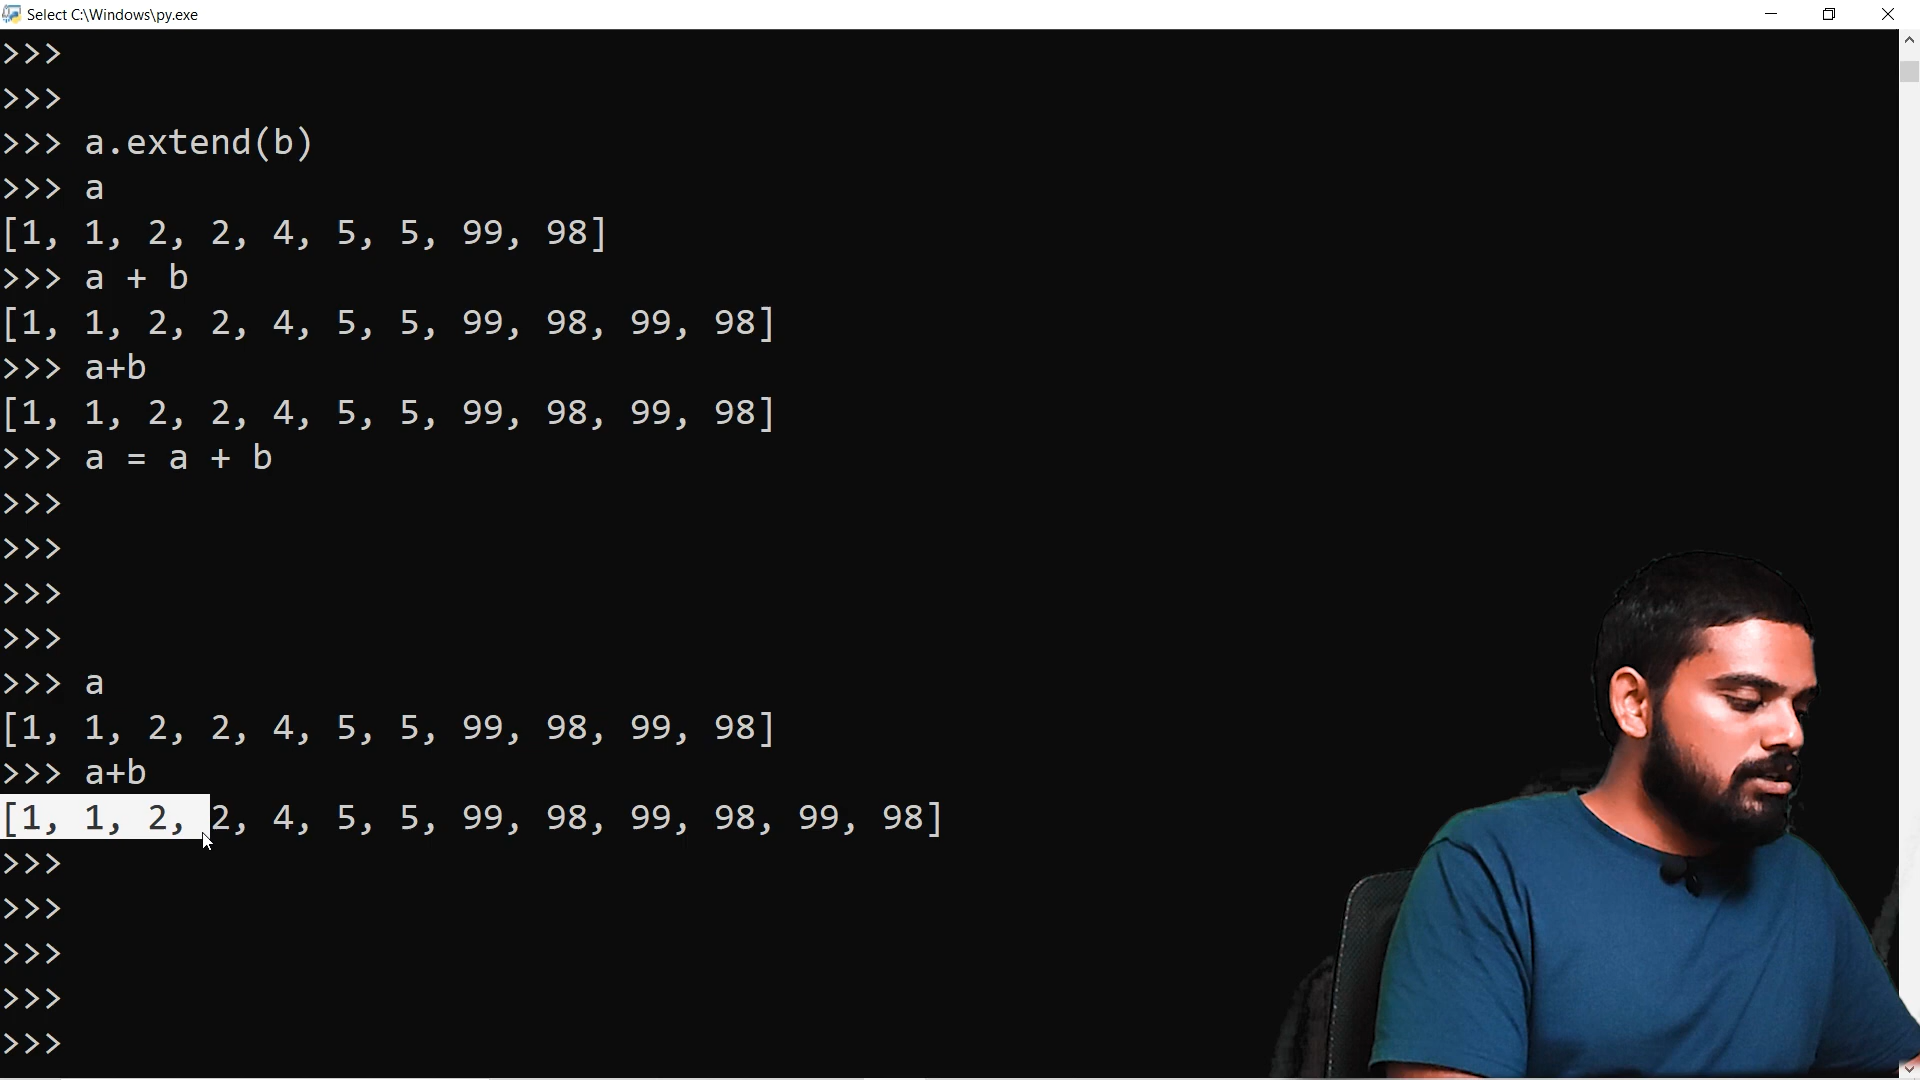 Select C:\Windows\py.exe
>>>
>>>
>>> a.extend(b)
>>> a
[1, 1, 2, 2, 4, 5, 5, 99, 98]
>>> a + b
[1, 1, 2, 2, 4, 5, 5, 99, 98, 99, 98]
>>> a+b
[1, 1, 2, 2, 4, 5, 5, 99, 98, 99, 98]
>>> a = a + b
>>>
>>>
>>>
>>>
>>> a
[1, 1, 2, 2, 4, 5, 5, 99, 98, 99, 98]
>>> a+b
[1, 1, 2, 2, 4, 5, 5, 99, 98, 99, 98, 99, 98]
>>>
>>>
>>>
>>>
>>>